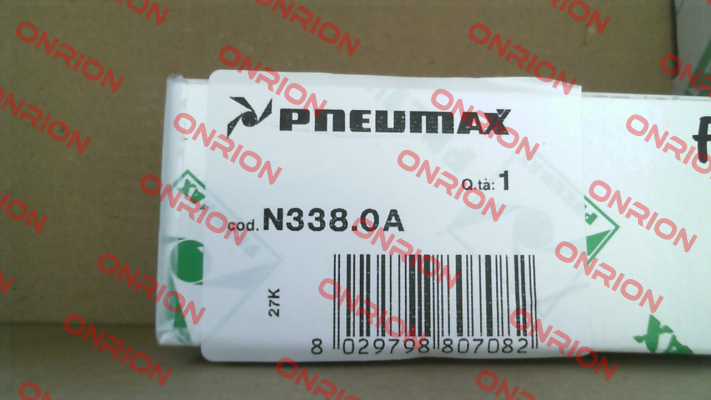 PNEUMAX
Q.tà: 1
cod. N338.0A
27K
8 029798 807082
ONRION